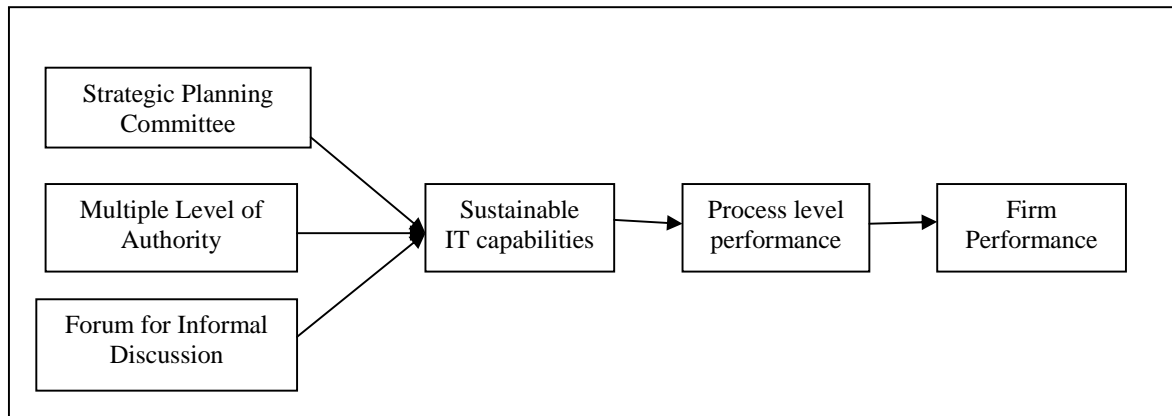 Strategic Planning
Committee
Multiple Level of
Authority
Forum for Informal
Discussion
Sustainable
IT capabilities
Process level
performance
Firm
Performance